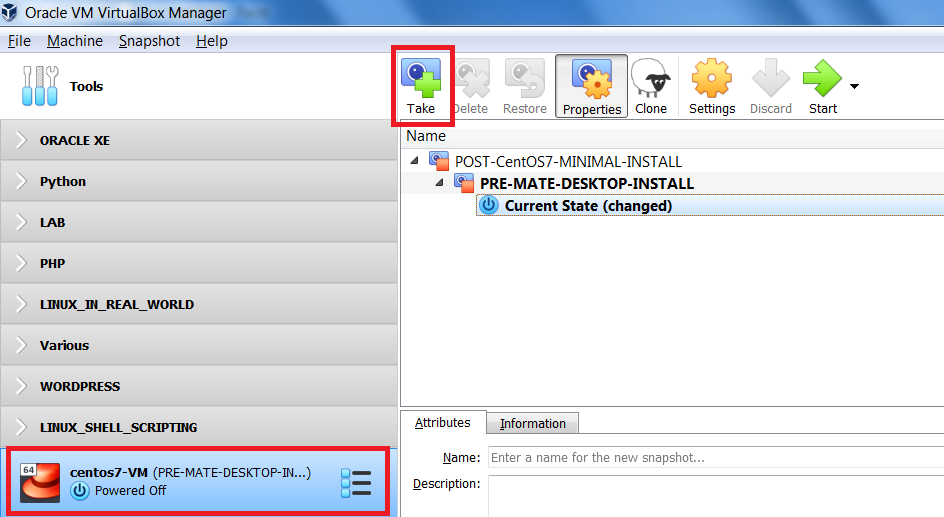 Oracle VM VirtualBox Manager
File Machine Snapshot Help
Tools
Take Delete Restore Properties Clone Settings Discard Start
ORACLE XE
Python
LAB
PHP
LINUX_IN_REAL_WORLD
Various
WORDPRESS
LINUX_SHELL_SCRIPTING
64
centos7-VM (PRE-MATE-DESKTOP-IN...)
Powered Off
Name
POST-CentOS7-MINIMAL-INSTALL
PRE-MATE-DESKTOP-INSTALL
Current State (changed)
Attributes Information
Name: Enter a name for the new snapshot...
Description: